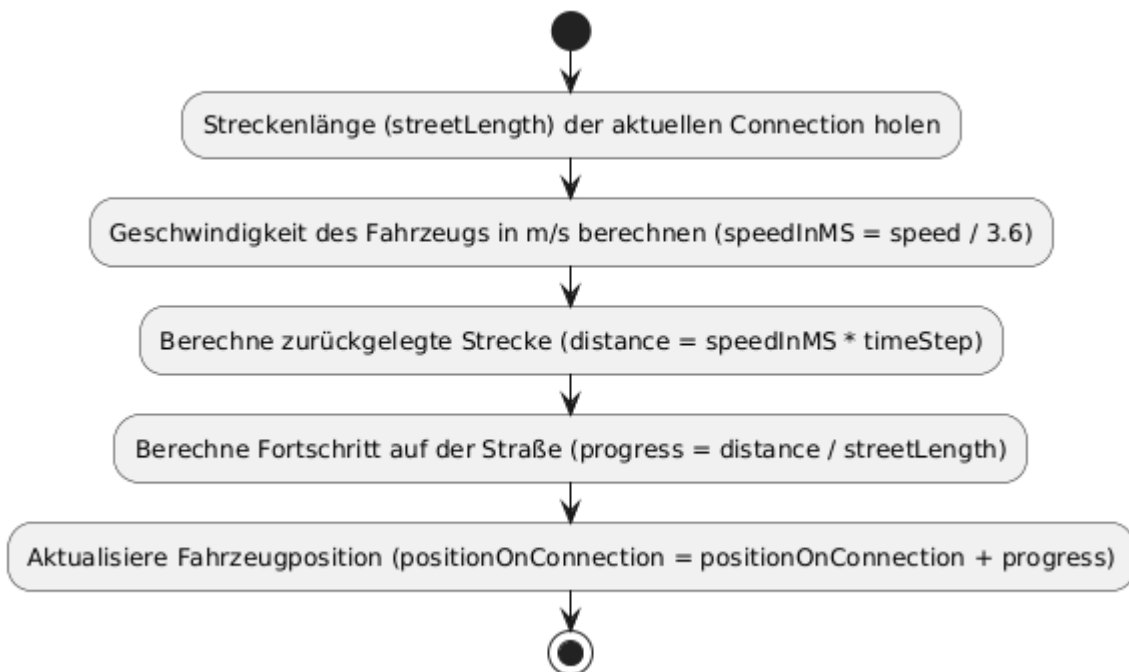 Streckenlänge (streetLength) der aktuellen Connection holen
Geschwindigkeit des Fahrzeugs in m/s berechnen (speedInMS = speed / 3.6)
Berechne zurückgelegte Strecke (distance = speedInMS * timeStep)
Berechne Fortschritt auf der Straße (progress = distance / streetLength)
Aktualisiere Fahrzeugposition (positionOnConnection = positionOnConnection + progress)